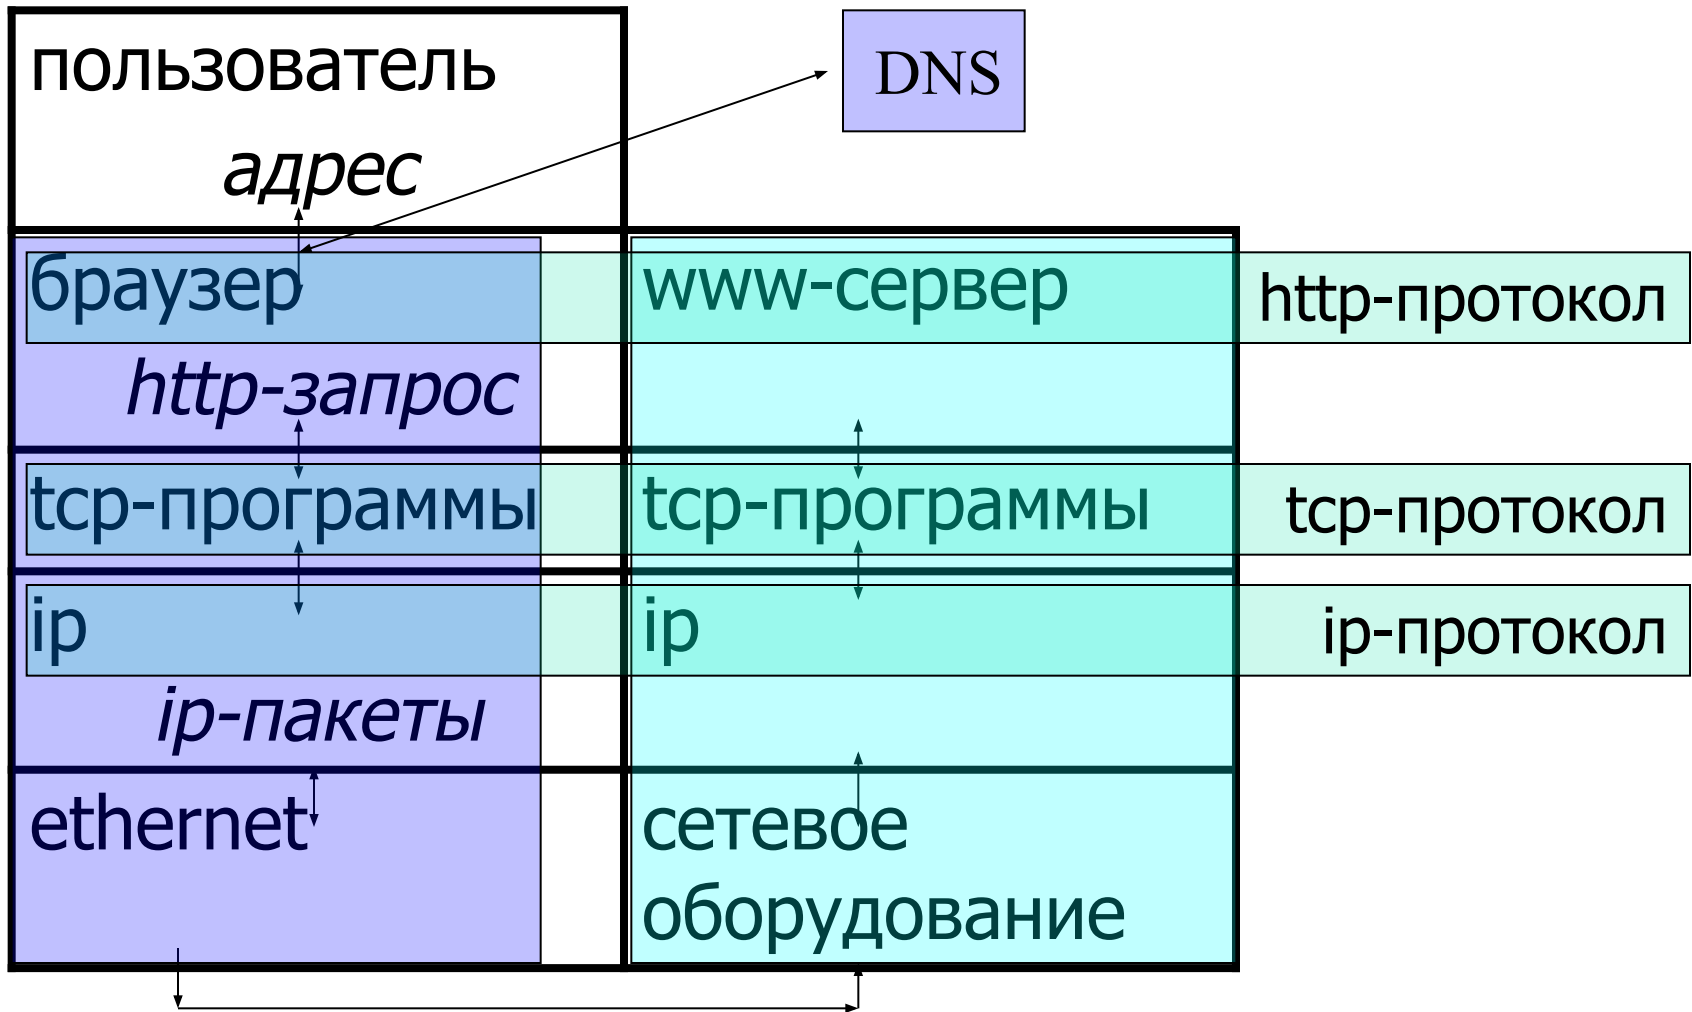 пользователь
адрес
DNS
браузер
www-сервер
http-протокол
http-запрос
tcp-программы
tcp-программы
tcp-протокол
ip
ip
ip-протокол
ip-пакеты
ethernet
сетевое
оборудование